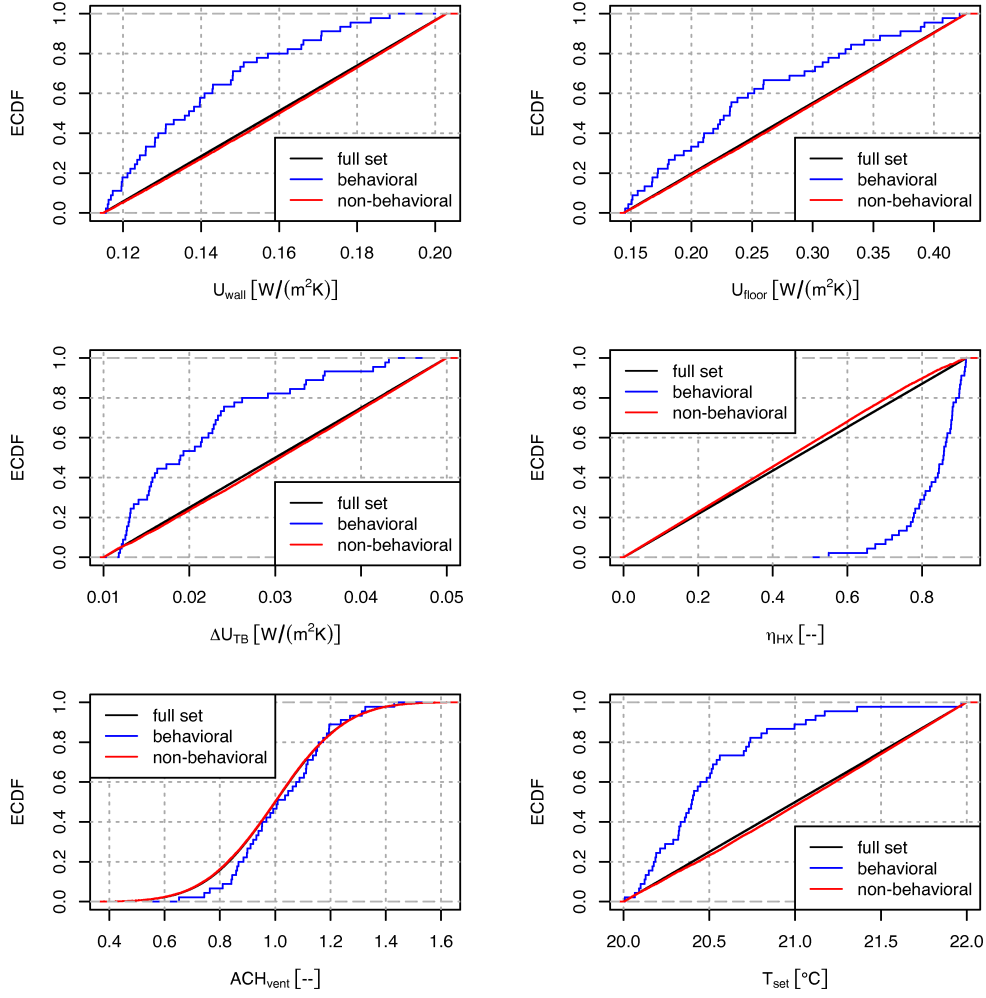 ECDF
0.0 0.2 0.4 0.6 0.8 1.0
full set
behavioral
non-behavioral
0.12 0.14 0.16 0.18 0.20
U_wall [W/(m²K)]
ECDF
0.0 0.2 0.4 0.6 0.8 1.0
full set
behavioral
non-behavioral
0.15 0.20 0.25 0.30 0.35 0.40
U_floor [W/(m²K)]
ECDF
0.0 0.2 0.4 0.6 0.8 1.0
full set
behavioral
non-behavioral
0.01 0.02 0.03 0.04 0.05
ΔU_TB [W/(m²K)]
ECDF
0.0 0.2 0.4 0.6 0.8 1.0
full set
behavioral
non-behavioral
0.0 0.2 0.4 0.6 0.8
η_HX [--]
ECDF
0.0 0.2 0.4 0.6 0.8 1.0
full set
behavioral
non-behavioral
0.4 0.6 0.8 1.0 1.2 1.4 1.6
ACH_vent [--]
ECDF
0.0 0.2 0.4 0.6 0.8 1.0
full set
behavioral
non-behavioral
20.0 20.5 21.0 21.5 22.0
T_set [°C]